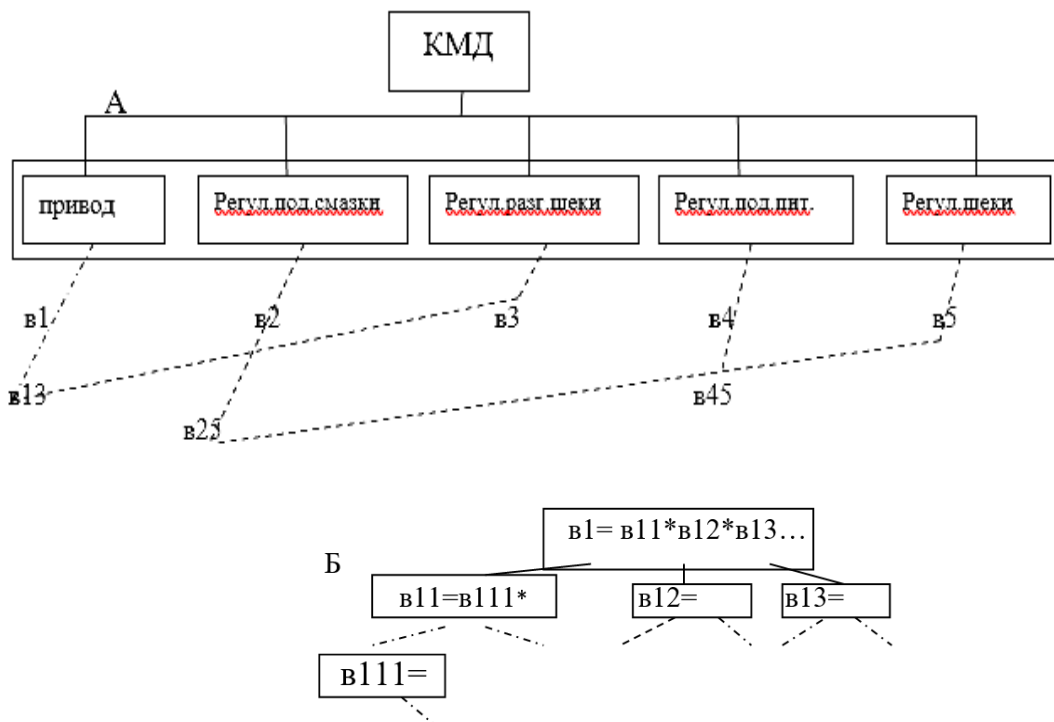 КМД
А
привод
Регул.под.смазки
Регул.разг.щеки
Регул.под.пит.
Регул.щеки
в1
в2
в3
в4
в5
в13
в45
в25
в1= в11*в12*в13...
Б
в11=в111*
в12=
в13=
в111=